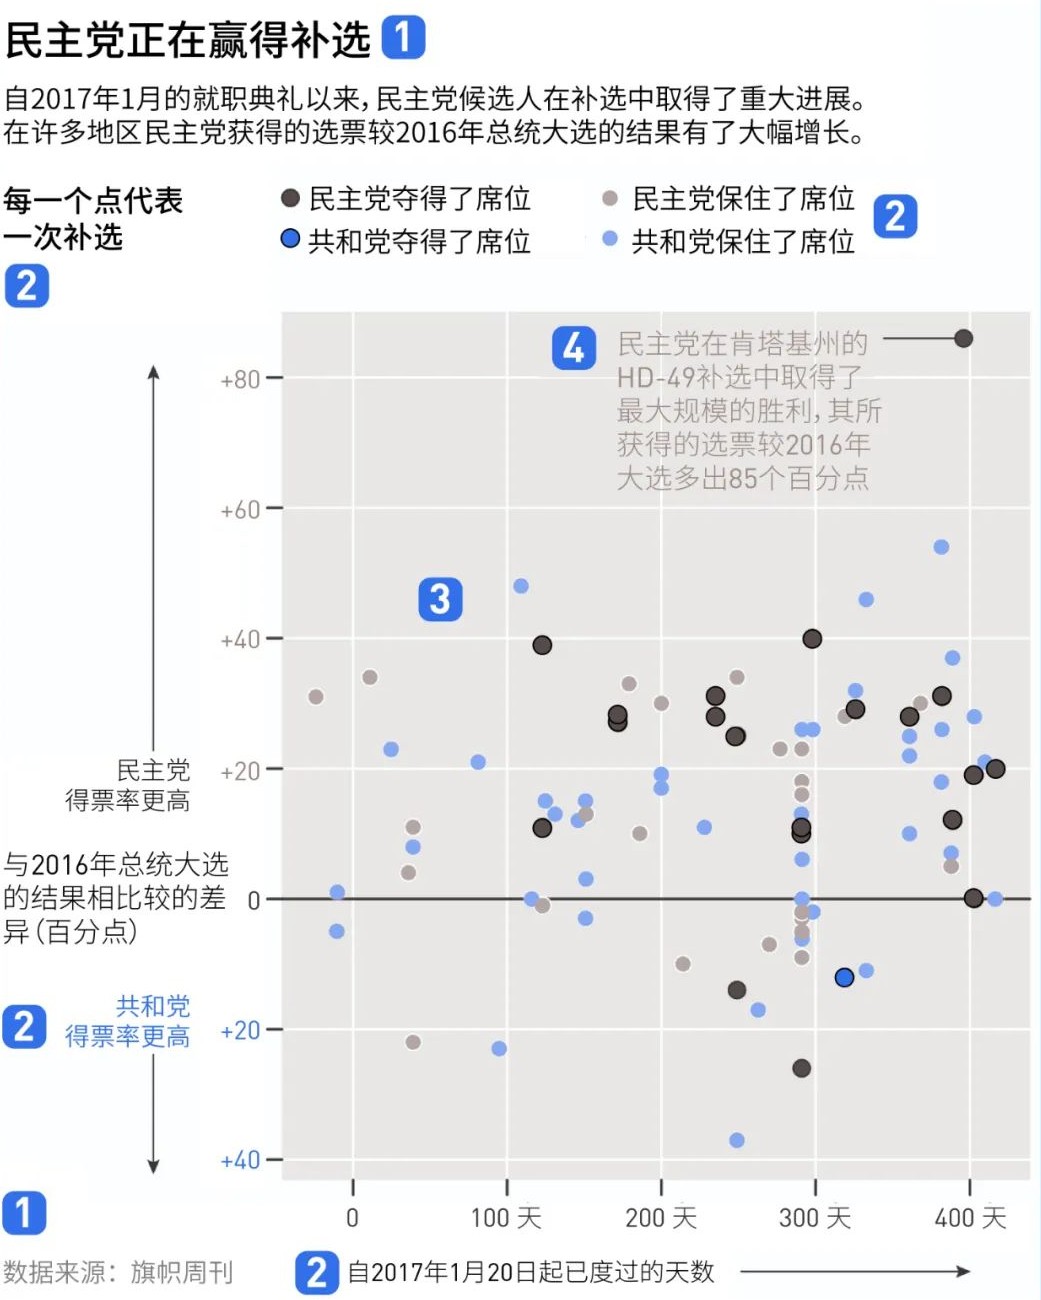 民主党正在赢得补选 1
自2017年1月的就职典礼以来，民主党候选人在补选中取得了重大进展。
在许多地区民主党获得的选票较2016年总统大选的结果有了大幅增长。
每一个点代表
一次补选
2
民主党夺得了席位
民主党保住了席位
共和党夺得了席位
共和党保住了席位
2
4
民主党在肯塔基州的
HD-49补选中取得了
最大规模的胜利，其所
获得的选票较2016年
大选多出85个百分点
3
+80
+60
+40
+20
0
+20
+40
民主党
得票率更高
与2016年总统大选
的结果相比较的差
异（百分点）
2
共和党
得票率更高
0
100 天
200 天
300 天
400 天
1
数据来源：旗帜周刊
2 自2017年1月20日起已度过的天数